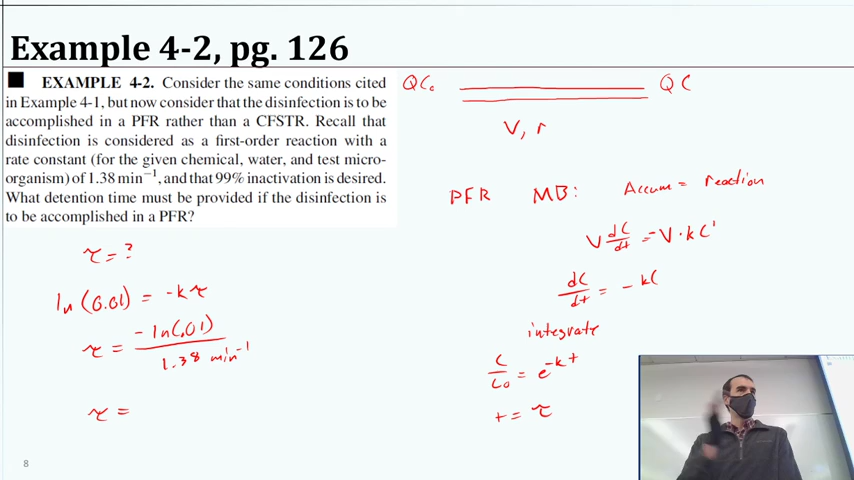 Example 4-2, pg. 126
EXAMPLE 4-2. Consider the same conditions cited
in Example 4-1, but now consider that the disinfection is to be
accomplished in a PFR rather than a CFSTR. Recall that
disinfection is considered as a first-order reaction with a
rate constant (for the given chemical, water, and test micro-
organism) of 1.38 min⁻¹, and that 99% inactivation is desired.
What detention time must be provided if the disinfection is
to be accomplished in a PFR?
τ = ?
ln(0.01) = -kτ
τ = -ln(.01) / 1.38 min⁻¹
τ =
QC₀ QC
V, r
PFR MB: Accum = reaction
V dC/dt = -V·kC¹
dC/dt = -kC
integrate
C/C₀ = e^-kt
t = τ
8